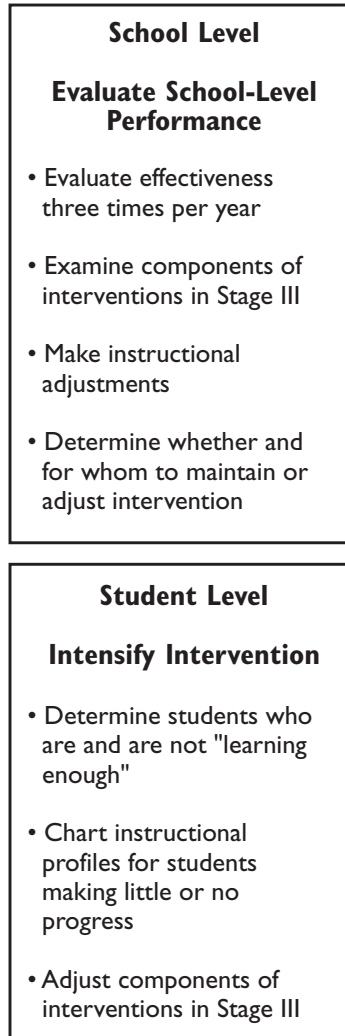 School Level
Evaluate School-Level
Performance
• Evaluate effectiveness
three times per year
• Examine components of
interventions in Stage III
• Make instructional
adjustments
• Determine whether and
for whom to maintain or
adjust intervention
Student Level
Intensify Intervention
• Determine students who
are and are not "learning
enough"
• Chart instructional
profiles for students
making little or no
progress
• Adjust components of
interventions in Stage III